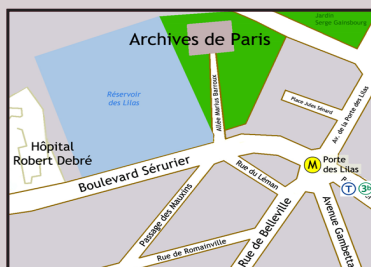 Jardin
Serge Gainsbourg
Archives de Paris
Réservoir
des Lilas
Allée Marius Barroux
Place Jules Sénard
Av. de la Porte des Lilas
Hôpital
Robert Debré
Boulevard Sérurier
Rue du Léman
M
Porte
des Lilas
T
3b
Passage des Mauxins
Rue de Belleville
Avenue Gambetta
Rue de Romainville